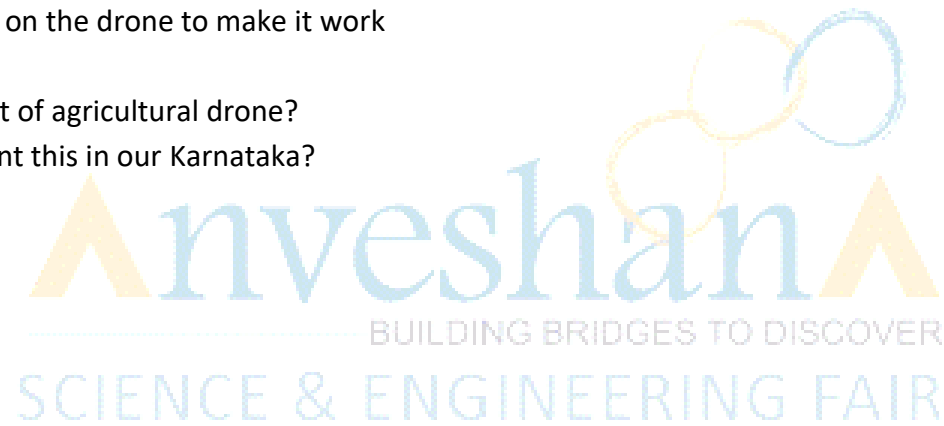 on the drone to make it work
t of agricultural drone?
nt this in our Karnataka?
AnveshanA
BUILDING BRIDGES TO DISCOVER
SCIENCE & ENGINEERING FAIR